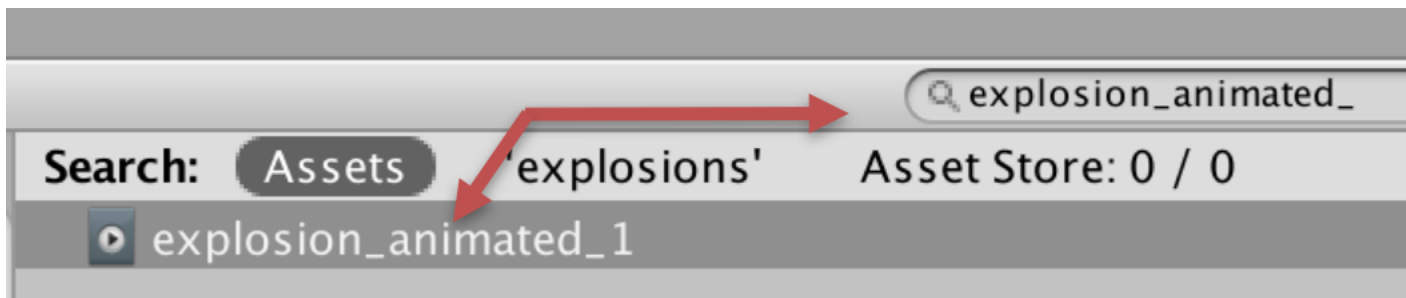 explosion_animated_
Search: Assets 'explosions' Asset Store: 0 / 0
explosion_animated_1